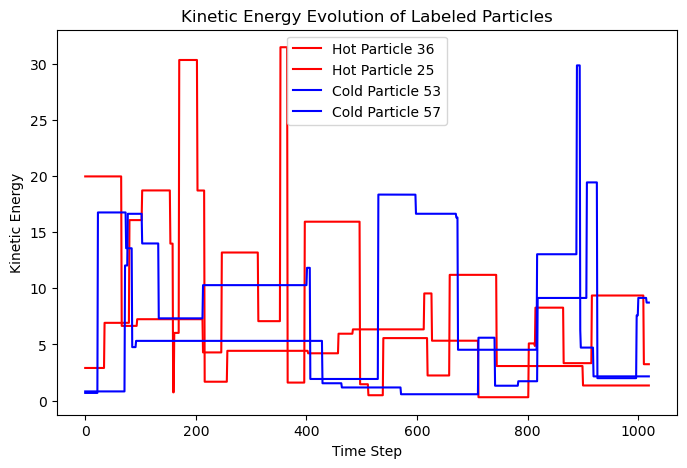 Kinetic Energy Evolution of Labeled Particles
Hot Particle 36
Hot Particle 25
Cold Particle 53
Cold Particle 57
Kinetic Energy
30
25
20
15
10
5
0
0 200 400 600 800 1000
Time Step